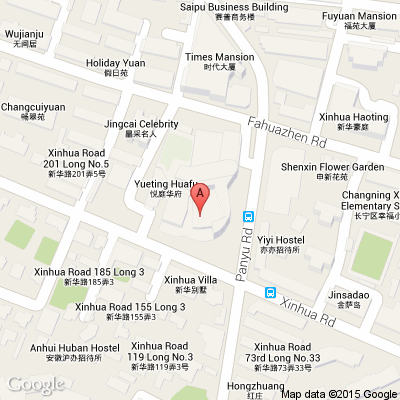 Saipu Business Building
赛普商务楼
Fuyuan Mansion
福苑大厦
Wujianju
无间居
Times Mansion
时代大厦
Holiday Yuan
假日苑
Changcuiyuan
畅翠苑
Jingcai Celebrity
晶采名人
Xinhua Haoting
新华豪庭
Fahuazhen Rd
Xinhua Road
201 Long No.5
新华路201弄5号
Shenxin Flower Garden
申新花苑
Yueting Huafu
悦庭华府
A
Changning X
Elementary S
长宁区幸福小
Panyu Rd
Yiyi Hostel
亦亦招待所
Xinhua Road 185 Long 3
新华路185弄3
Xinhua Villa
新华别墅
Xinhua Rd
Jinsadao
金萨岛
Xinhua Road 155 Long 3
新华路155弄3
Anhui Huban Hostel
安徽沪办招待所
Xinhua Road
119 Long No.3
新华路119弄3号
Xinhua Road
73rd Long No.33
新华路73弄33号
Hongzhuang
红庄
Google
Map data ©2015 Google